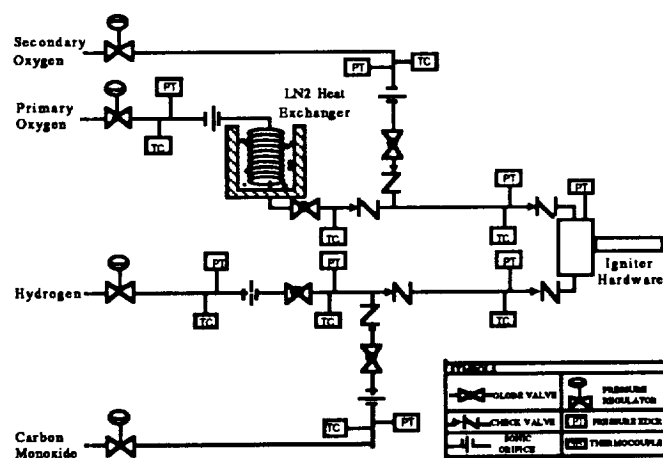 Secondary
Oxygen
PT
TC
LN2 Heat
Exchanger
PT
Primary
Oxygen
TC
PT
PT
TC
TC
Igniter
Hardware
PT
PT
PT
Hydrogen
TC
TC
TC
GLOBE VALVE
PRESSURE
REGULATOR
CHECK VALVE
PT
PRESSURE XDCR
SONIC
ORIFICE
THERMOCOUPLE
TC
PT
Carbon
Monoxide